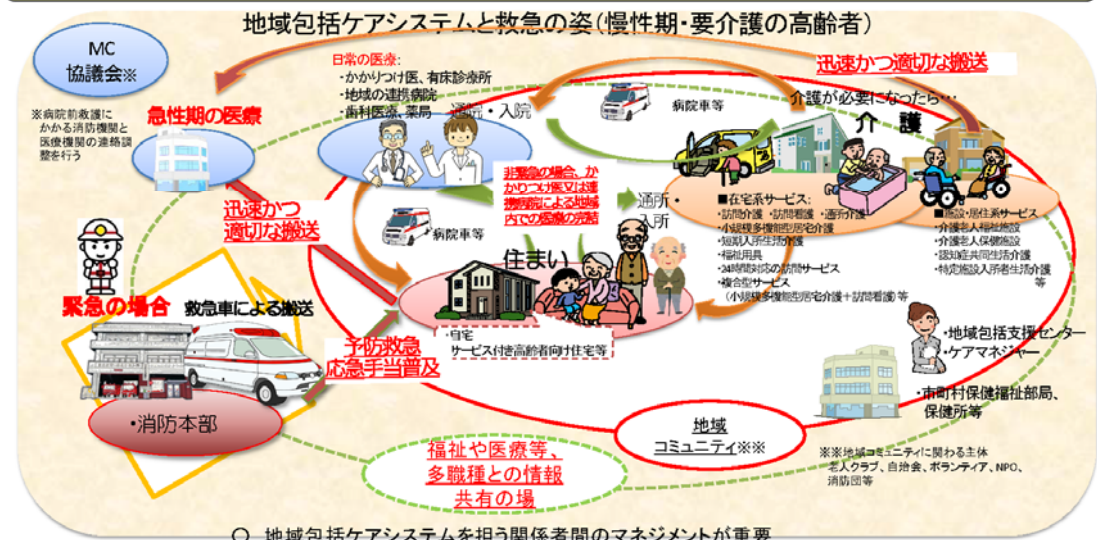 地域包括ケアシステムと救急の姿(慢性期・要介護の高齢者)
MC
協議会※
※病院前救護に
かかる消防機関と
医療機関の連絡調
整を行う
急性期の医療
日常の医療:
・かかりつけ医、有床診療所
・地域の連携病院
・歯科医療、薬局
通院・入院
病院車等
迅速かつ適切な搬送
介護が必要になったら…
介 護
迅速かつ
適切な搬送
病院車等
非緊急の場合、か
かりつけ医又は連
携病院による地域
内での医療の完結
通所・
入所
■在宅系サービス:
・訪問介護 ・訪問看護 ・通所介護
・小規模多機能型居宅介護
・短期入所生活介護
・福祉用具
・24時間対応の訪問サービス
・複合型サービス
(小規模多機能型居宅介護+訪問看護)等
■施設・居住系サービス
・介護老人福祉施設
・介護老人保健施設
・認知症共同生活介護
・特定施設入所者生活介護
等
住まい
・自宅
サービス付き高齢者向け住宅等
緊急の場合
救急車による搬送
予防救急
応急手当普及
・消防本部
・地域包括支援センター
・ケアマネジャー
・市町村保健福祉部局、
保健所等
地域
コミュニティ※※
※※地域コミュニティに関わる主体
老人クラブ、自治会、ボランティア、NPO、
消防団等
福祉や医療等、
多職種との情報
共有の場
○ 地域包括ケアシステムを担う関係者間のマネジメントが重要